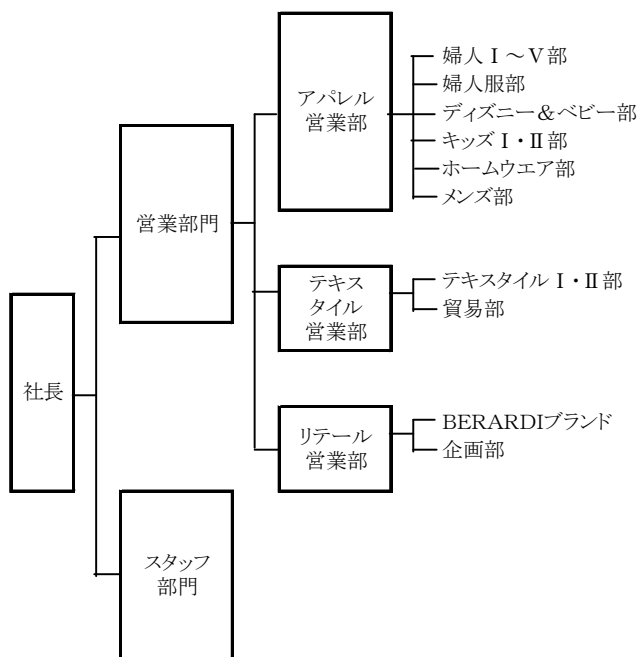 社長
営業部門
スタッフ
部門
アパレル
営業部
婦人Ⅰ～Ⅴ部
婦人服部
ディズニー＆ベビー部
キッズⅠ・Ⅱ部
ホームウエア部
メンズ部
テキス
タイル
営業部
テキスタイルⅠ・Ⅱ部
貿易部
リテール
営業部
BERARDIブランド
企画部